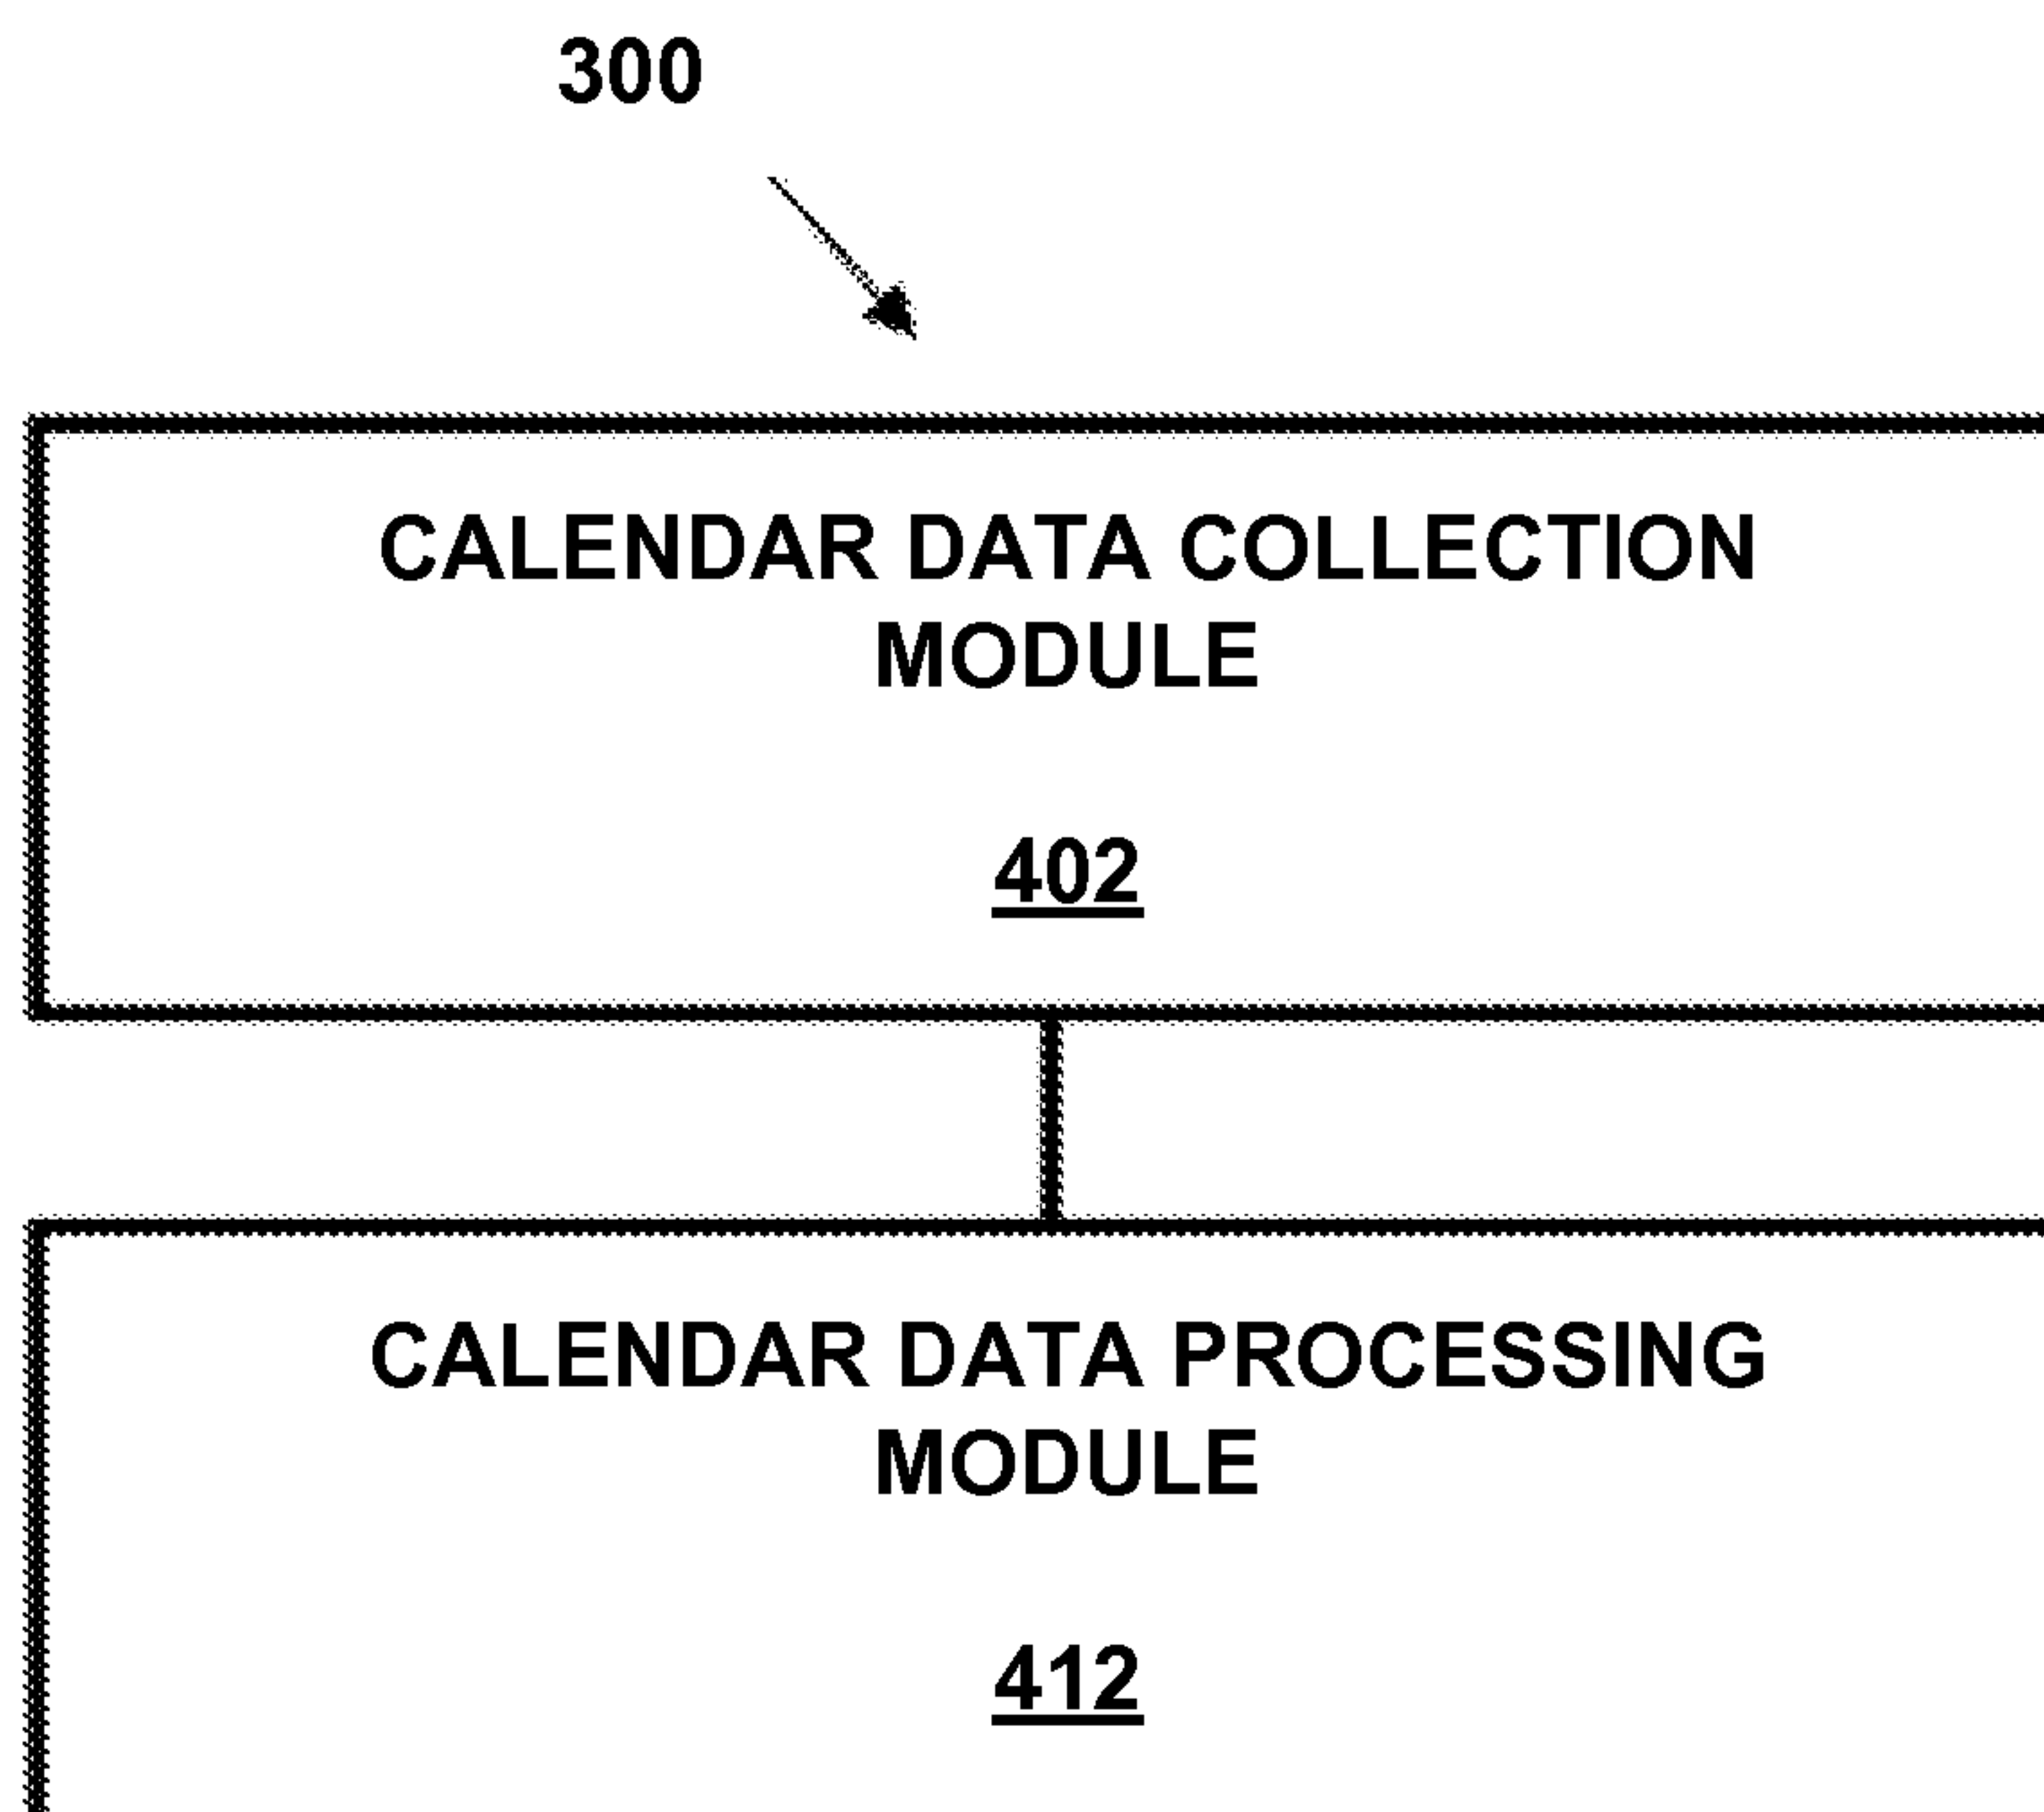 300
CALENDAR DATA COLLECTION
MODULE
402
CALENDAR DATA PROCESSING
MODULE
412